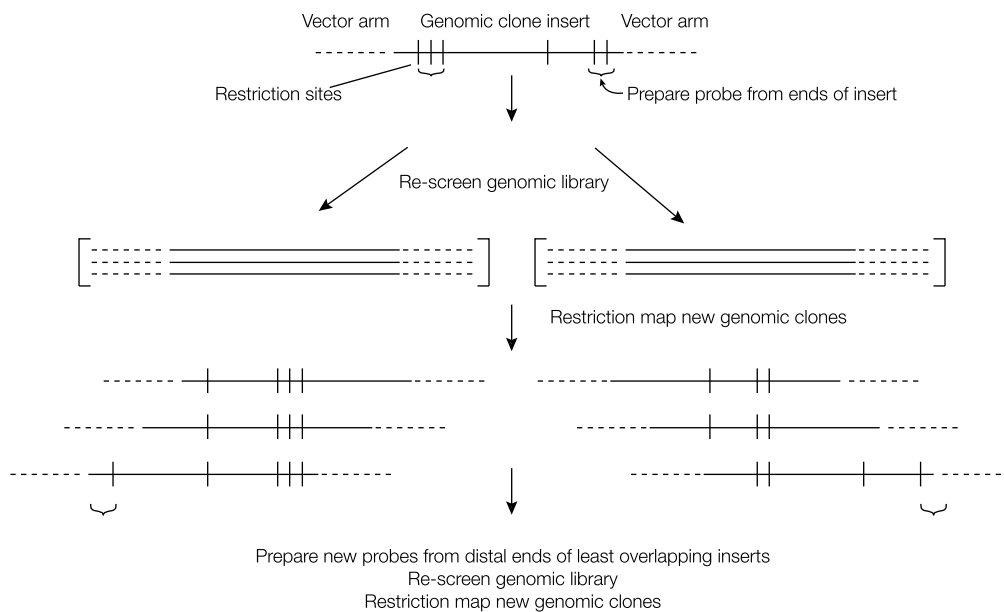 Vector arm Genomic clone insert Vector arm
Restriction sites
Prepare probe from ends of insert
Re-screen genomic library
Restriction map new genomic clones
Prepare new probes from distal ends of least overlapping inserts
Re-screen genomic library
Restriction map new genomic clones